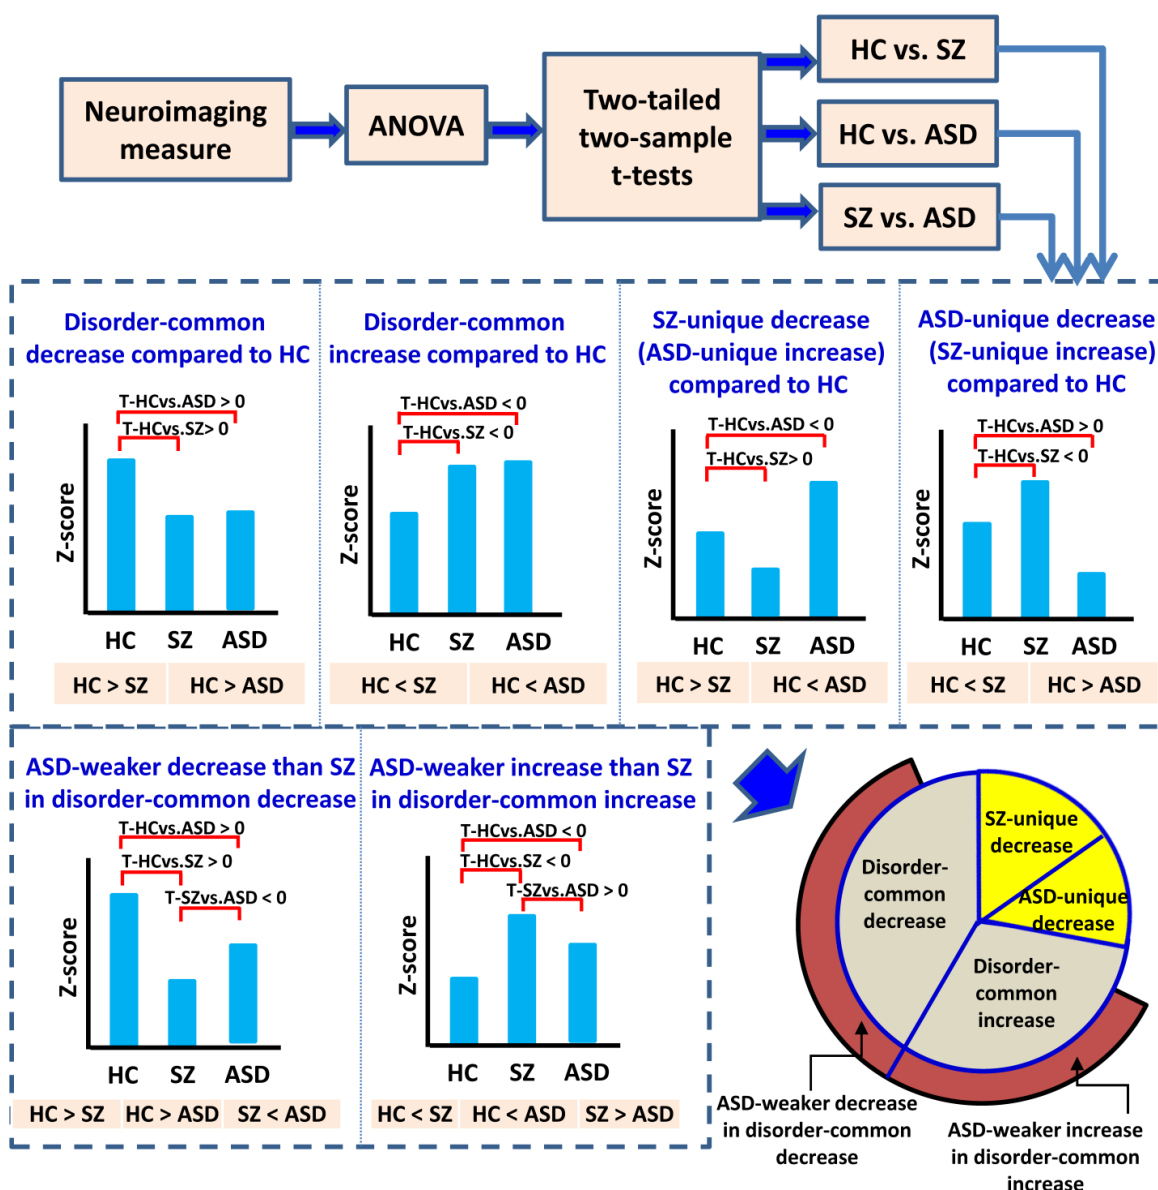 Neuroimaging
measure
ANOVA
Two-tailed
two-sample
t-tests
HC vs. SZ
HC vs. ASD
SZ vs. ASD
Disorder-common
decrease compared to HC
T-HCvs.ASD > 0
T-HCvs.SZ> 0
Z-score
HC SZ ASD
HC > SZ HC > ASD
Disorder-common
increase compared to HC
T-HCvs.ASD < 0
T-HCvs.SZ < 0
Z-score
HC SZ ASD
HC < SZ HC < ASD
SZ-unique decrease
(ASD-unique increase)
compared to HC
T-HCvs.ASD < 0
T-HCvs.SZ> 0
Z-score
HC SZ ASD
HC > SZ HC < ASD
ASD-unique decrease
(SZ-unique increase)
compared to HC
T-HCvs.ASD > 0
T-HCvs.SZ < 0
Z-score
HC SZ ASD
HC < SZ HC > ASD
ASD-weaker decrease than SZ
in disorder-common decrease
T-HCvs.ASD > 0
T-HCvs.SZ > 0
T-SZvs.ASD < 0
Z-score
HC SZ ASD
HC > SZ HC > ASD SZ < ASD
ASD-weaker increase than SZ
in disorder-common increase
T-HCvs.ASD < 0
T-HCvs.SZ < 0
T-SZvs.ASD > 0
Z-score
HC SZ ASD
HC < SZ HC < ASD SZ > ASD
SZ-unique
decrease
ASD-unique
decrease
Disorder-
common
decrease
Disorder-
common
increase
ASD-weaker decrease
in disorder-common
decrease
ASD-weaker increase
in disorder-common
increase